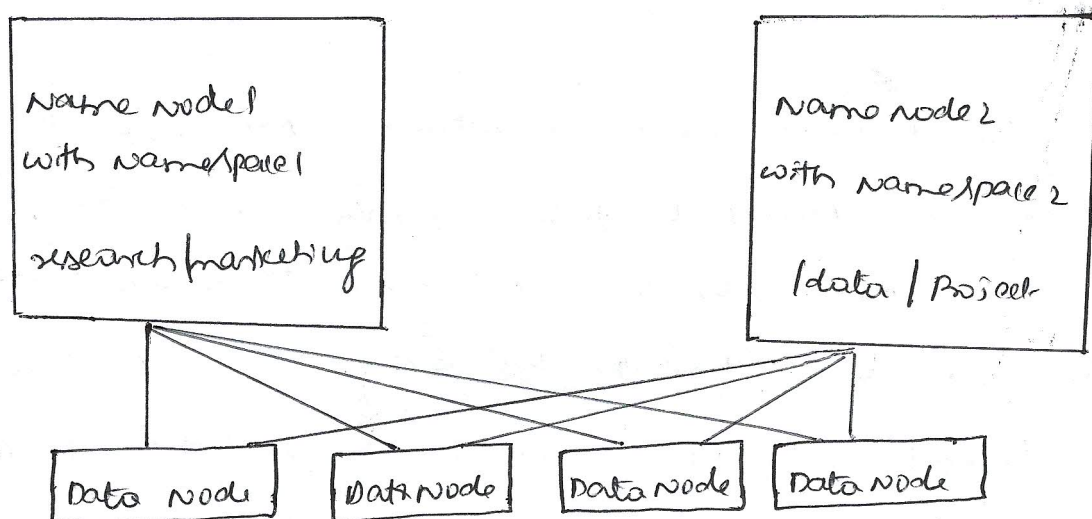 Name Node1
with Namespace1
research/marketing
Name Node 2
with Namespace 2
/data / Project
Data Node
Data Node
Data Node
Data Node